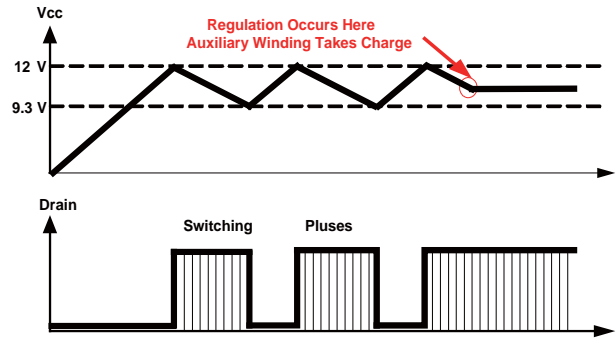 Vcc
Regulation Occurs Here
Auxiliary Winding Takes Charge
12 V
9.3 V
Drain
Switching Pluses